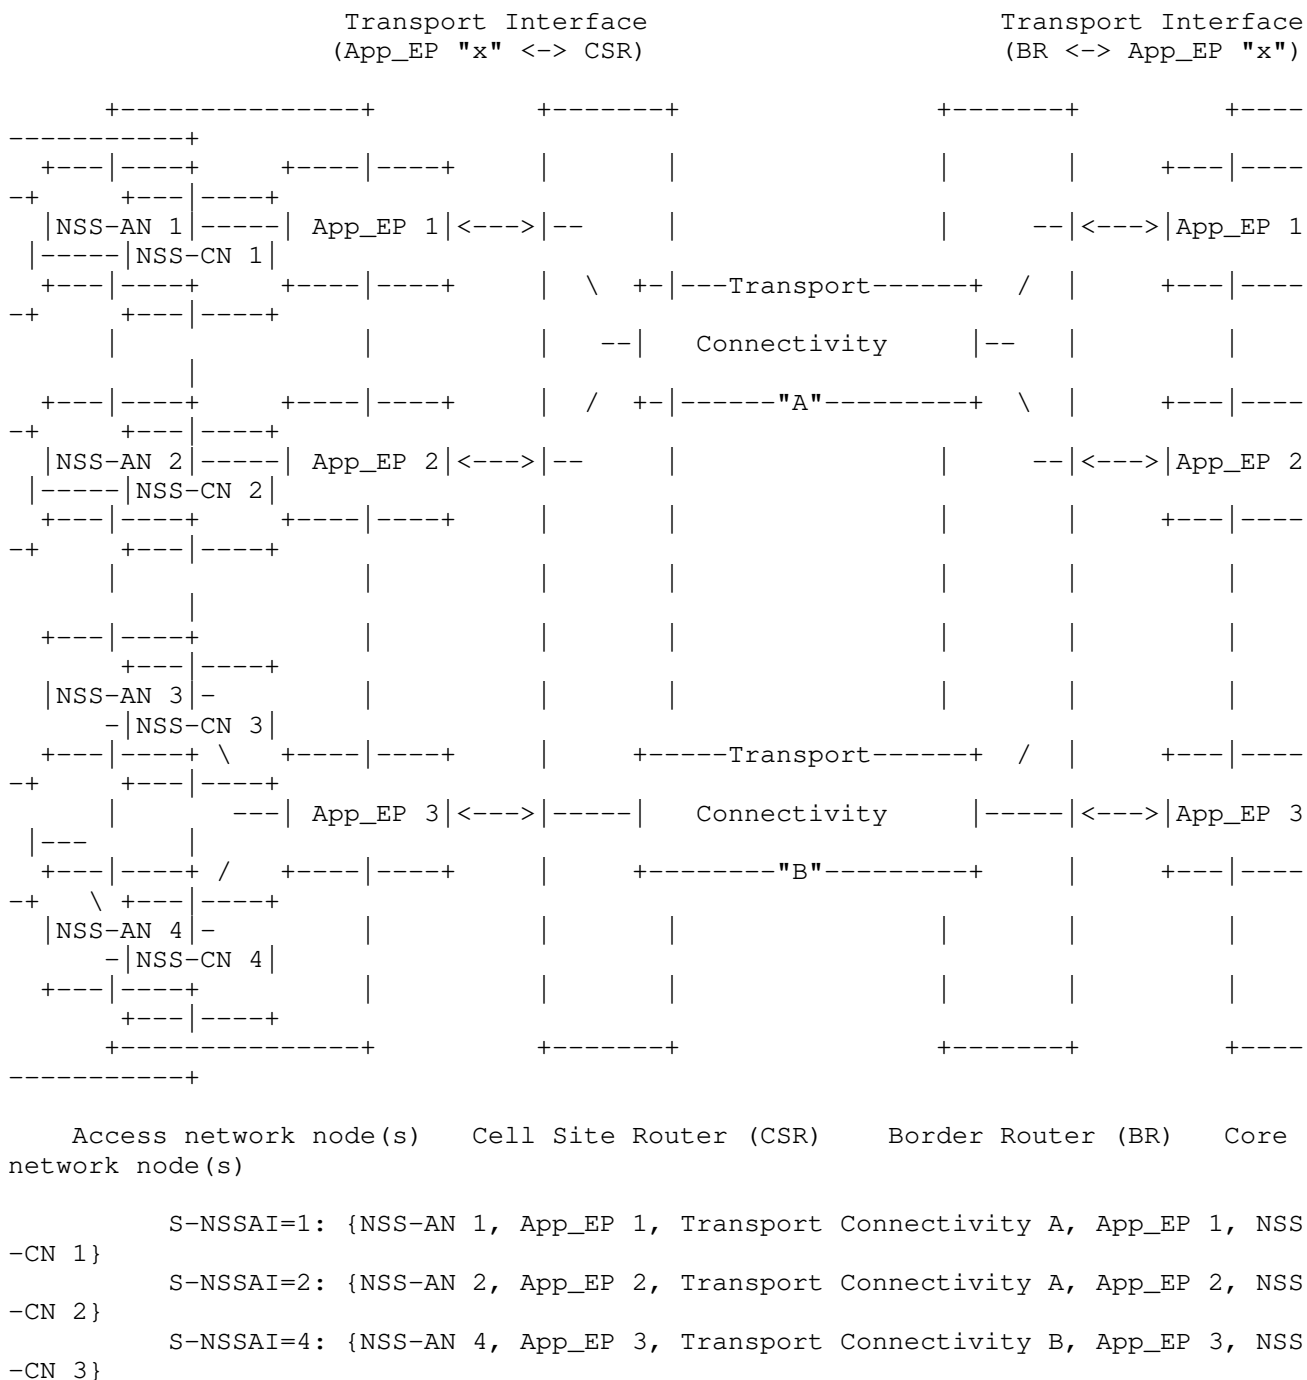 Transport Interface                      Transport Interface
                    (App_EP "x" <-> CSR)                      (BR <-> App_EP "x")

      +---------------+          +-------+                +-------+         +----
-----------+
  +---|----+     +----|----+     |       |                |       |     +---|----
-+     +---|----+
  |NSS-AN 1|-----| App_EP 1|<--->|--     |                |     --|<--->|App_EP 1
 |-----|NSS-CN 1|
  +---|----+     +----|----+     |  \  +-|---Transport------+  /  |     +---|----
-+     +---|----+
      |               |          |   --|   Connectivity     |--   |         |
           |
  +---|----+     +----|----+     |  /  +-|------"A"---------+  \  |     +---|----
-+     +---|----+
  |NSS-AN 2|-----| App_EP 2|<--->|--     |                |     --|<--->|App_EP 2
 |-----|NSS-CN 2|
  +---|----+     +----|----+     |       |                |       |     +---|----
-+     +---|----+
      |               |          |       |                |       |         |
           |
  +---|----+          |          |       |                |       |         |
       +---|----+
  |NSS-AN 3|-         |          |       |                |       |         |
      -|NSS-CN 3|
  +---|----+ \   +----|----+     |     +-----Transport------+  /  |     +---|----
-+     +---|----+
      |       ---| App_EP 3|<--->|-----|   Connectivity     |-----|<--->|App_EP 3
 |---      |
  +---|----+ /   +----|----+     |     +--------"B"---------+     |     +---|----
-+   \ +---|----+
  |NSS-AN 4|-         |          |       |                |       |         |
      -|NSS-CN 4|
  +---|----+          |          |       |                |       |         |
       +---|----+
      +---------------+          +-------+                +-------+         +----
-----------+

    Access network node(s)   Cell Site Router (CSR)    Border Router (BR)   Core
network node(s)

          S-NSSAI=1: {NSS-AN 1, App_EP 1, Transport Connectivity A, App_EP 1, NSS
-CN 1}
          S-NSSAI=2: {NSS-AN 2, App_EP 2, Transport Connectivity A, App_EP 2, NSS
-CN 2}
          S-NSSAI=4: {NSS-AN 4, App_EP 3, Transport Connectivity B, App_EP 3, NSS
-CN 3}